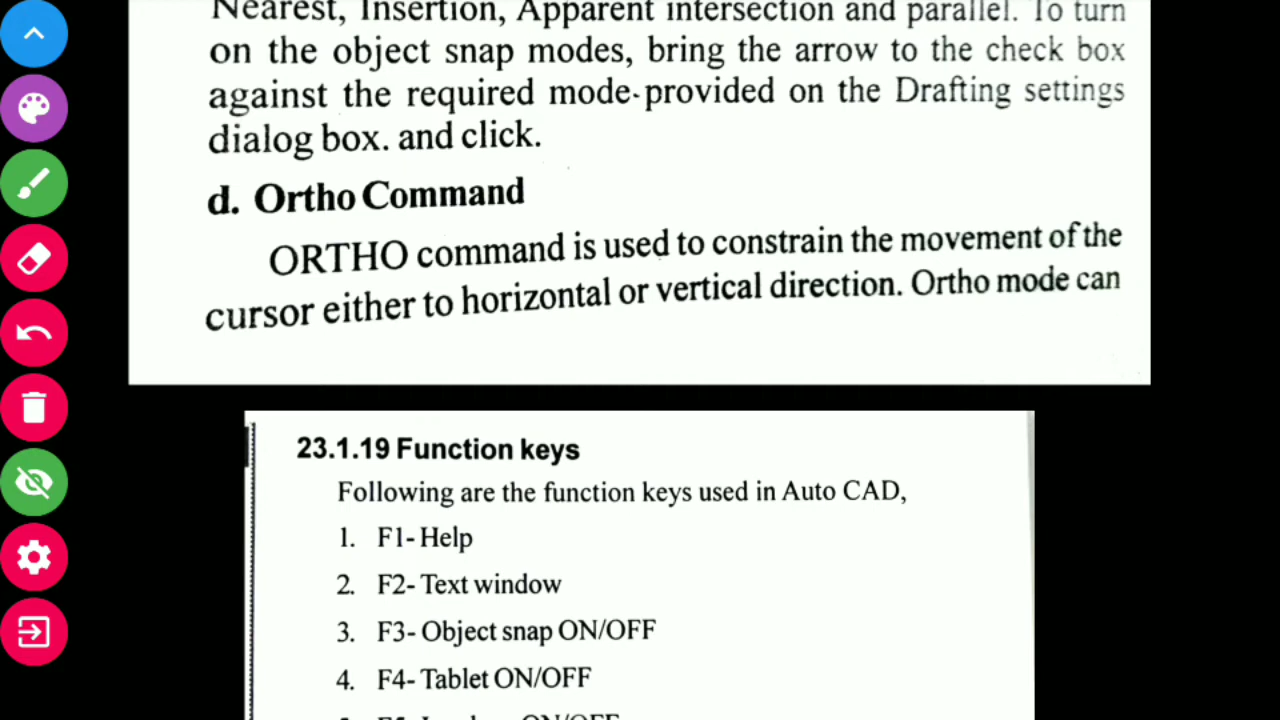 Nearest, Insertion, Apparent intersection and parallel. To turn
on the object snap modes, bring the arrow to the check box
against the required mode-provided on the Drafting settings
dialog box. and click.
d. Ortho Command
ORTHO command is used to constrain the movement of the
cursor either to horizontal or vertical direction. Ortho mode can
23.1.19 Function keys
Following are the function keys used in Auto CAD,
1. F1- Help
2. F2- Text window
3. F3- Object snap ON/OFF
4. F4- Tablet ON/OFF
ON/OFF